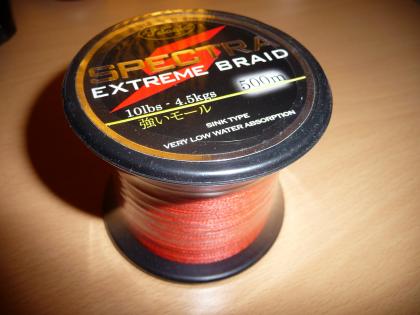 SPECTRA
EXTREME BRAID
500m
10lbs - 4.5kgs
強いモール
SINK TYPE
VERY LOW WATER ABSORPTION